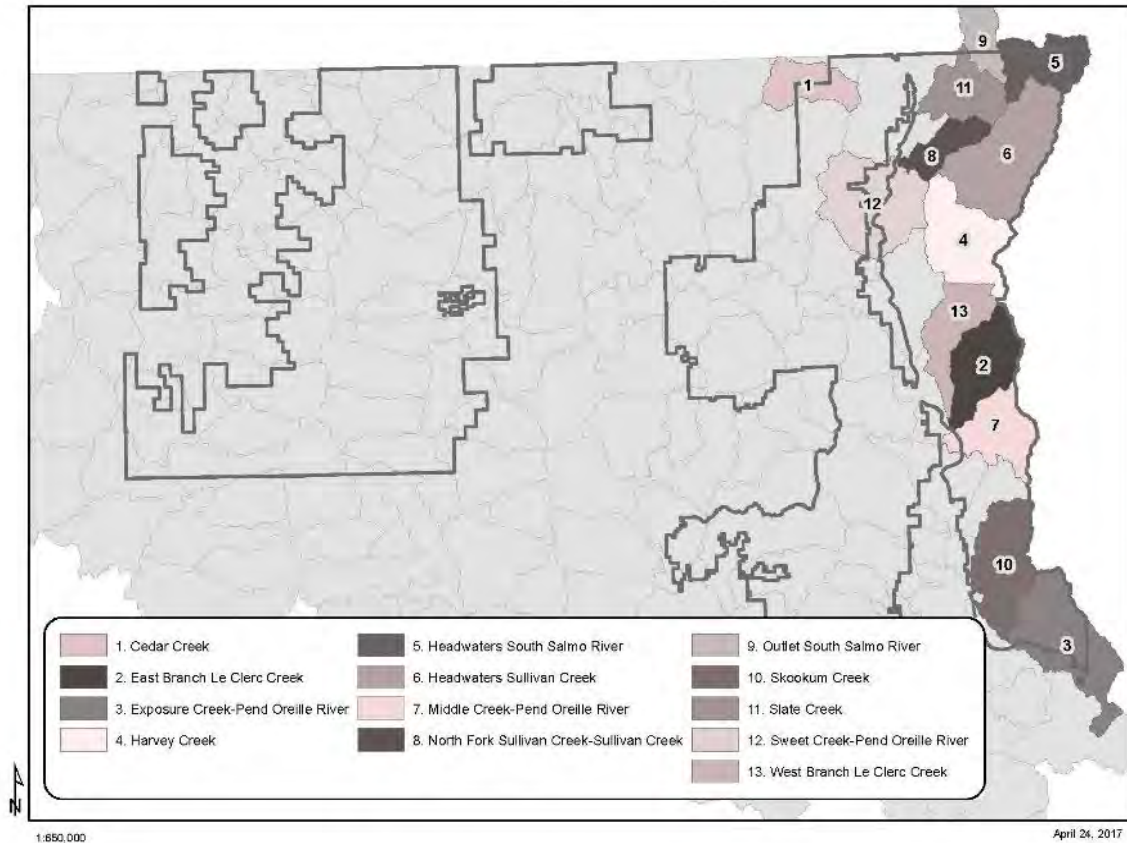 9
5
1
11
8
6
12
4
13
2
7
10
3
1. Cedar Creek
2. East Branch Le Clerc Creek
3. Exposure Creek-Pend Oreille River
4. Harvey Creek
5. Headwaters South Salmo River
6. Headwaters Sullivan Creek
7. Middle Creek-Pend Oreille River
8. North Fork Sullivan Creek-Sullivan Creek
9. Outlet South Salmo River
10. Skookum Creek
11. Slate Creek
12. Sweet Creek-Pend Oreille River
13. West Branch Le Clerc Creek
N
1:650,000
April 24, 2017